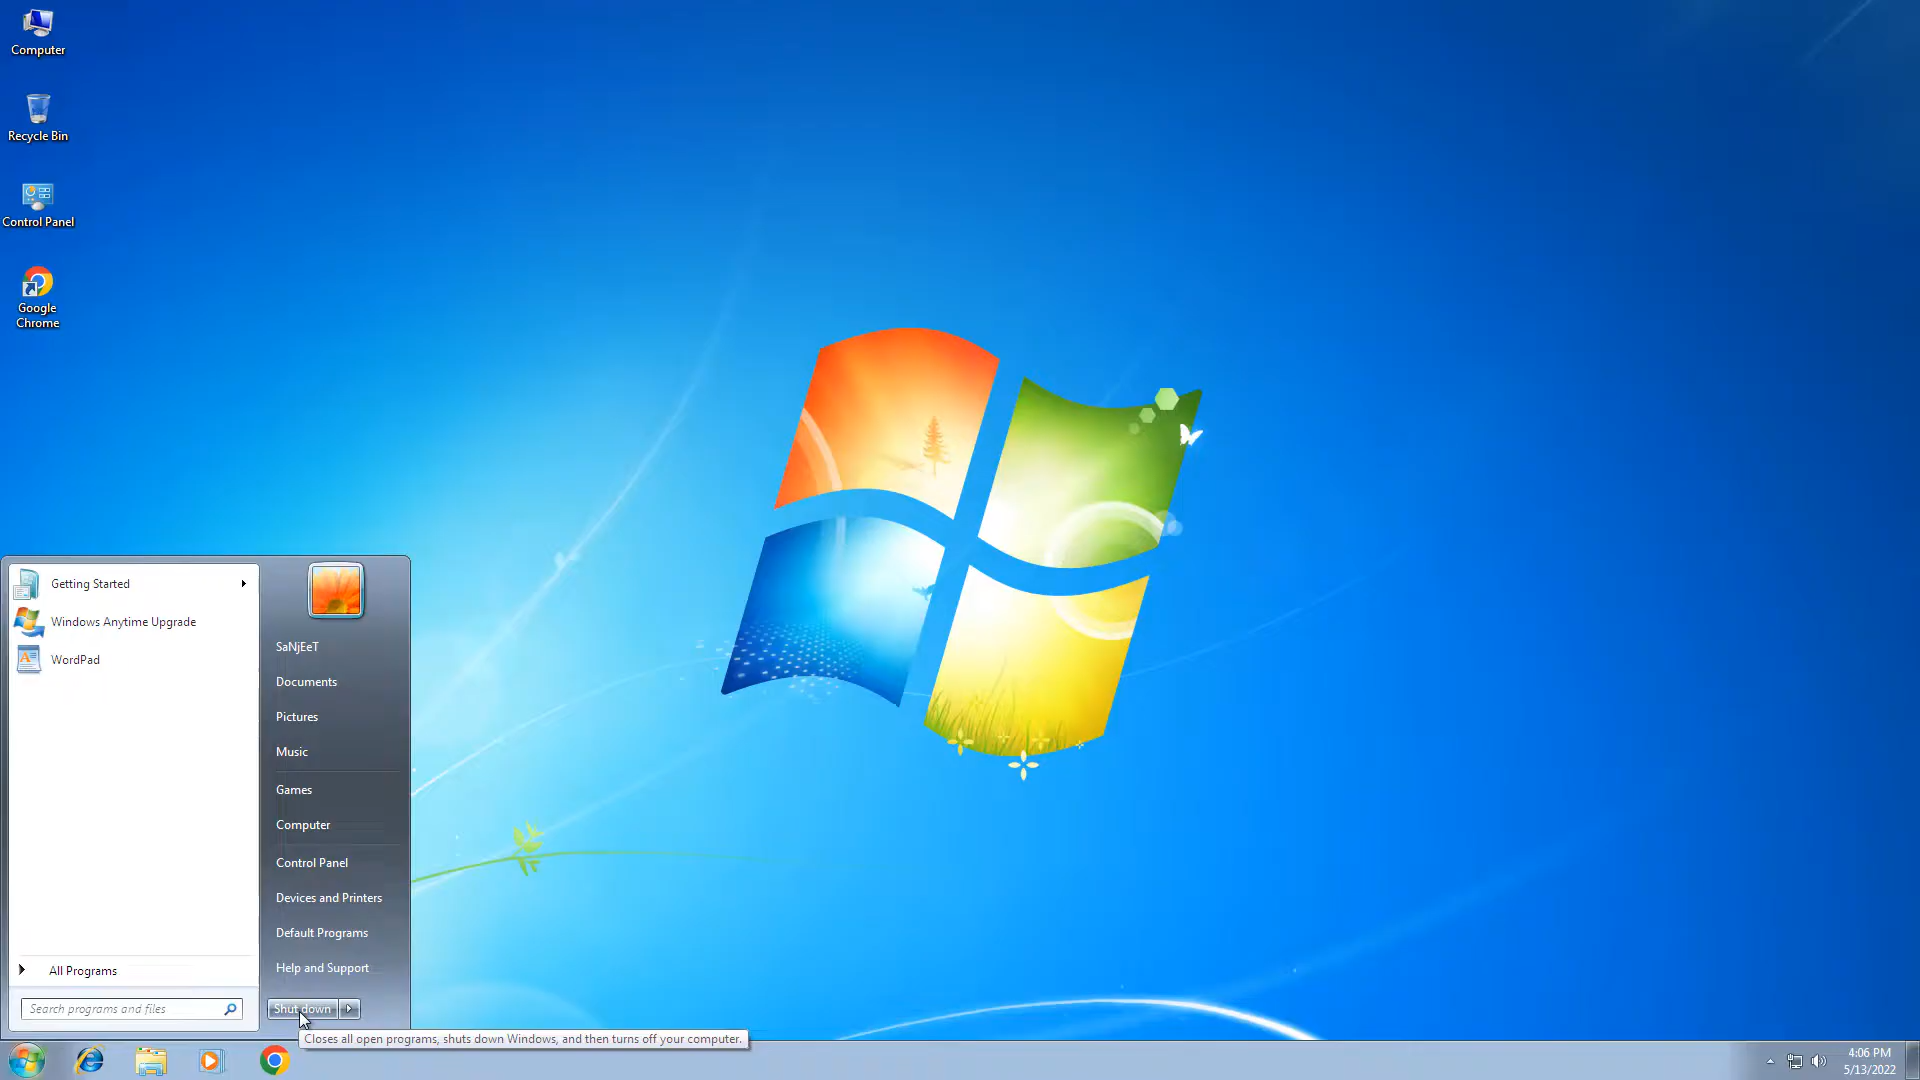 Computer
Recycle Bin
Control Panel
Google
Chrome
Getting Started
Windows Anytime Upgrade
WordPad
All Programs
Search programs and files
SaNjEeT
Documents
Pictures
Music
Games
Computer
Control Panel
Devices and Printers
Default Programs
Help and Support
Shut down
Closes all open programs, shuts down Windows, and then turns off your computer.
4:06 PM
5/13/2022